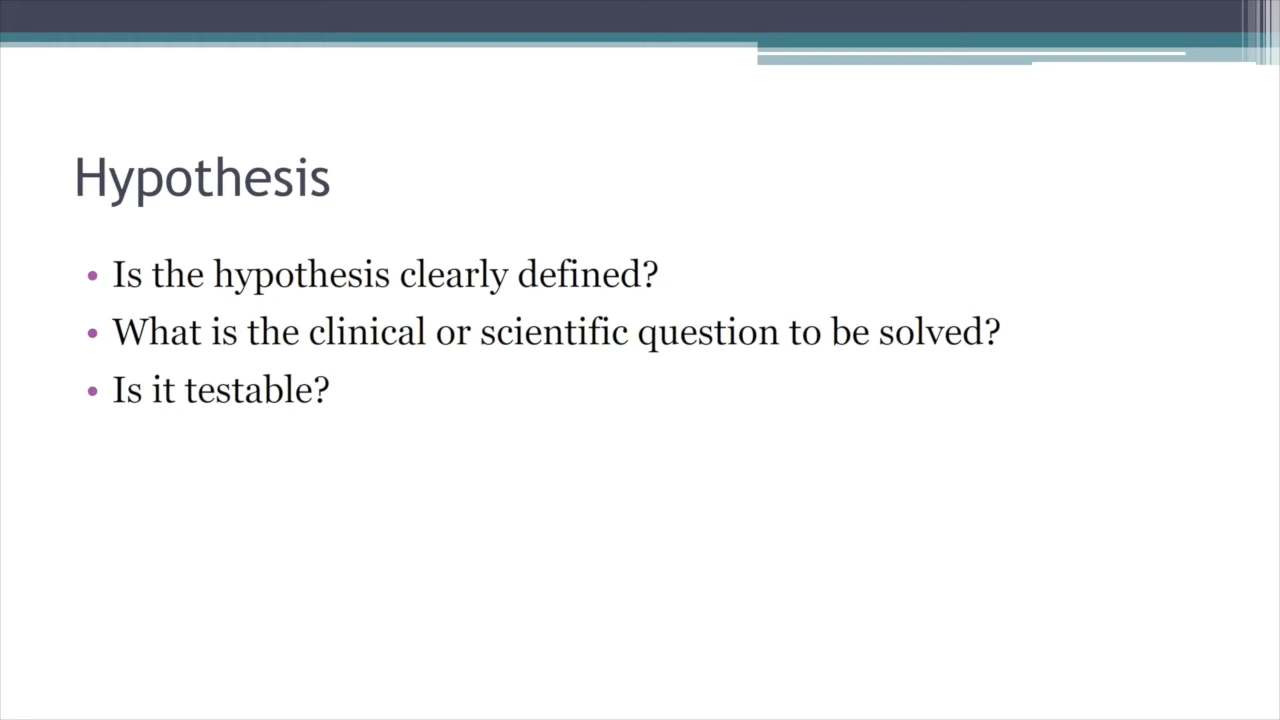 Hypothesis
• Is the hypothesis clearly defined?
• What is the clinical or scientific question to be solved?
• Is it testable?